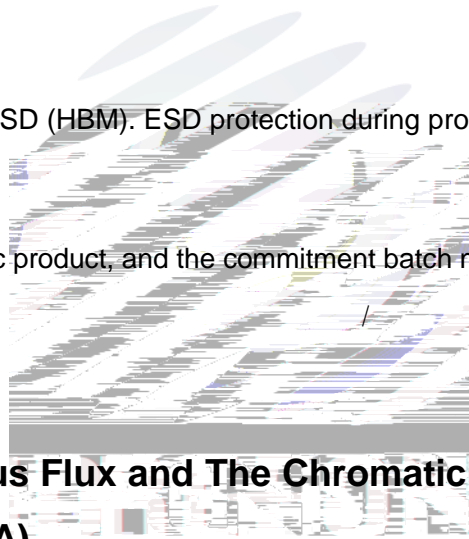 SD (HBM). ESD protection during pro
c product, and the commitment batch
/
us Flux and The Chromatic
A)